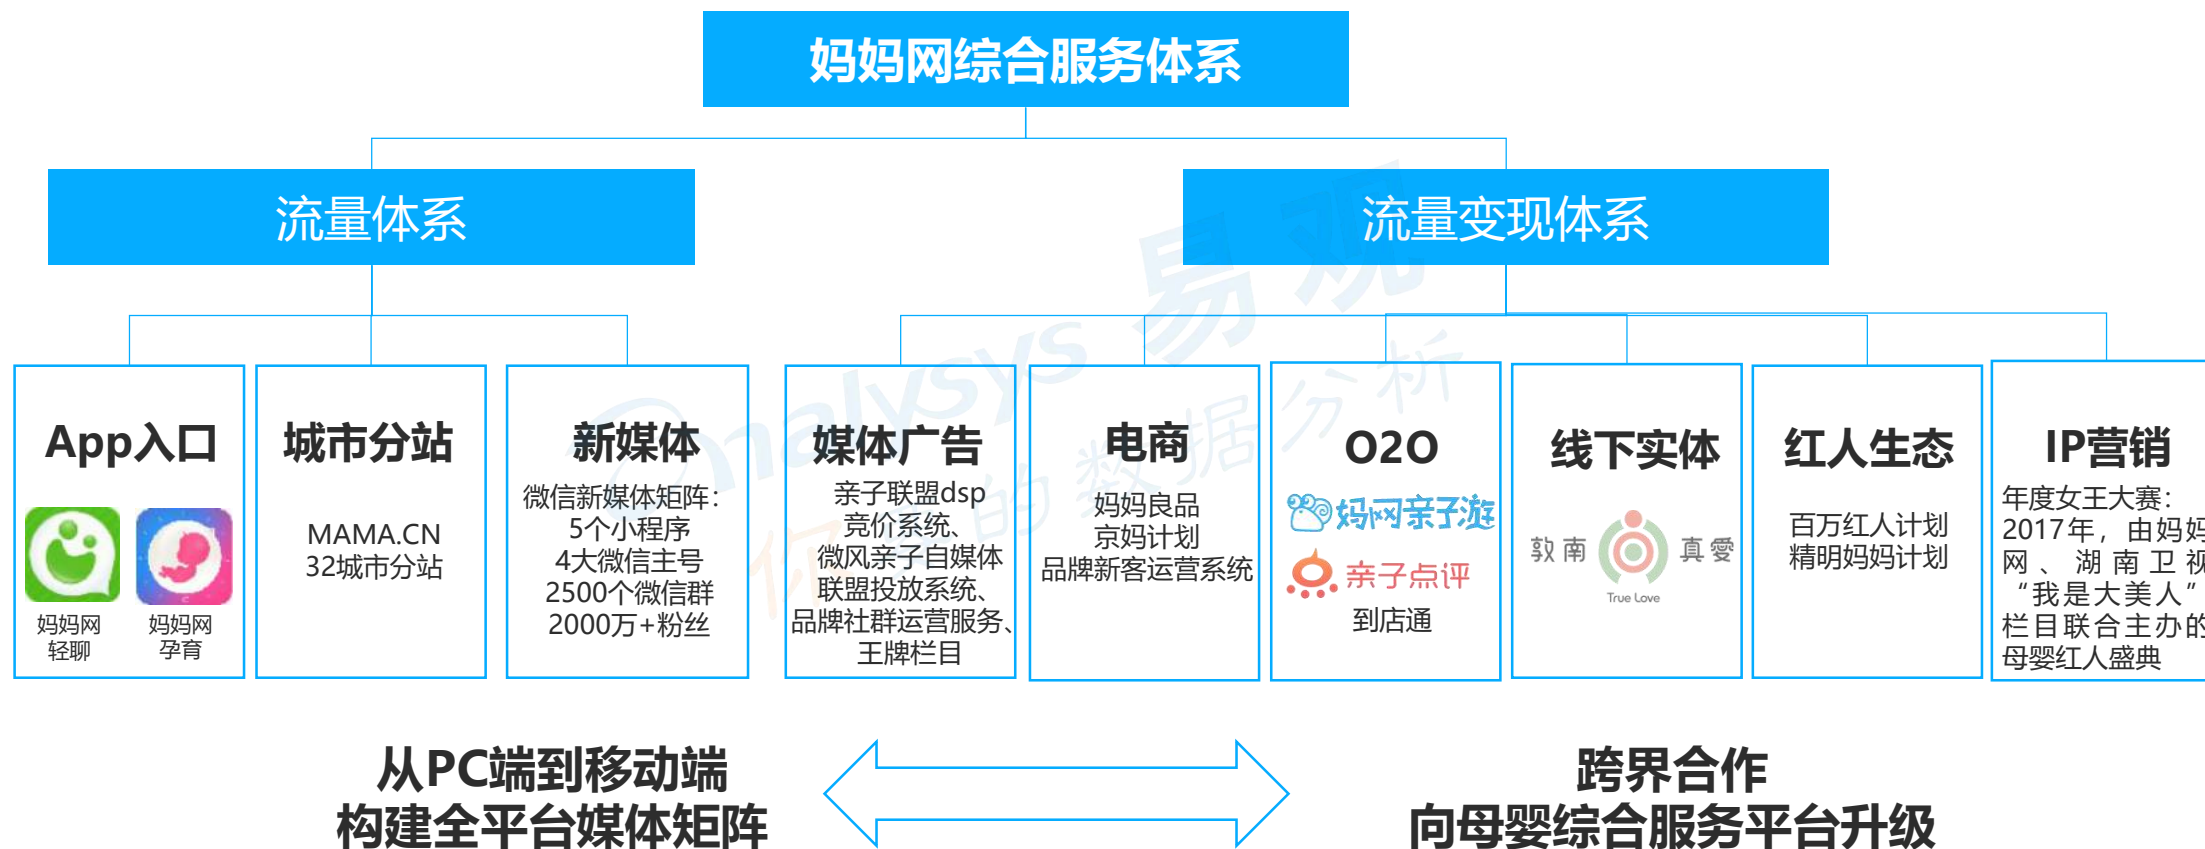 妈妈网综合服务体系
流量体系
流量变现体系
App入口
妈妈网
轻聊
妈妈网
孕育
城市分站
MAMA.CN
32城市分站
新媒体
微信新媒体矩阵：
5个小程序
4大微信主号
2500个微信群
2000万+粉丝
媒体广告
亲子联盟dsp
竞价系统、
微风亲子自媒体
联盟投放系统、
品牌社群运营服务、
王牌栏目
电商
妈妈良品
京妈计划
品牌新客运营系统
O2O
妈网亲子游
亲子点评
到店通
线下实体
敦南 真愛
True Love
红人生态
百万红人计划
精明妈妈计划
IP营销
年度女王大赛：
2017年，由妈妈
网、湖南卫视
“我是大美人”
栏目联合主办的
母婴红人盛典
从PC端到移动端
构建全平台媒体矩阵
跨界合作
向母婴综合服务平台升级
analysys 易观
你要的数据分析